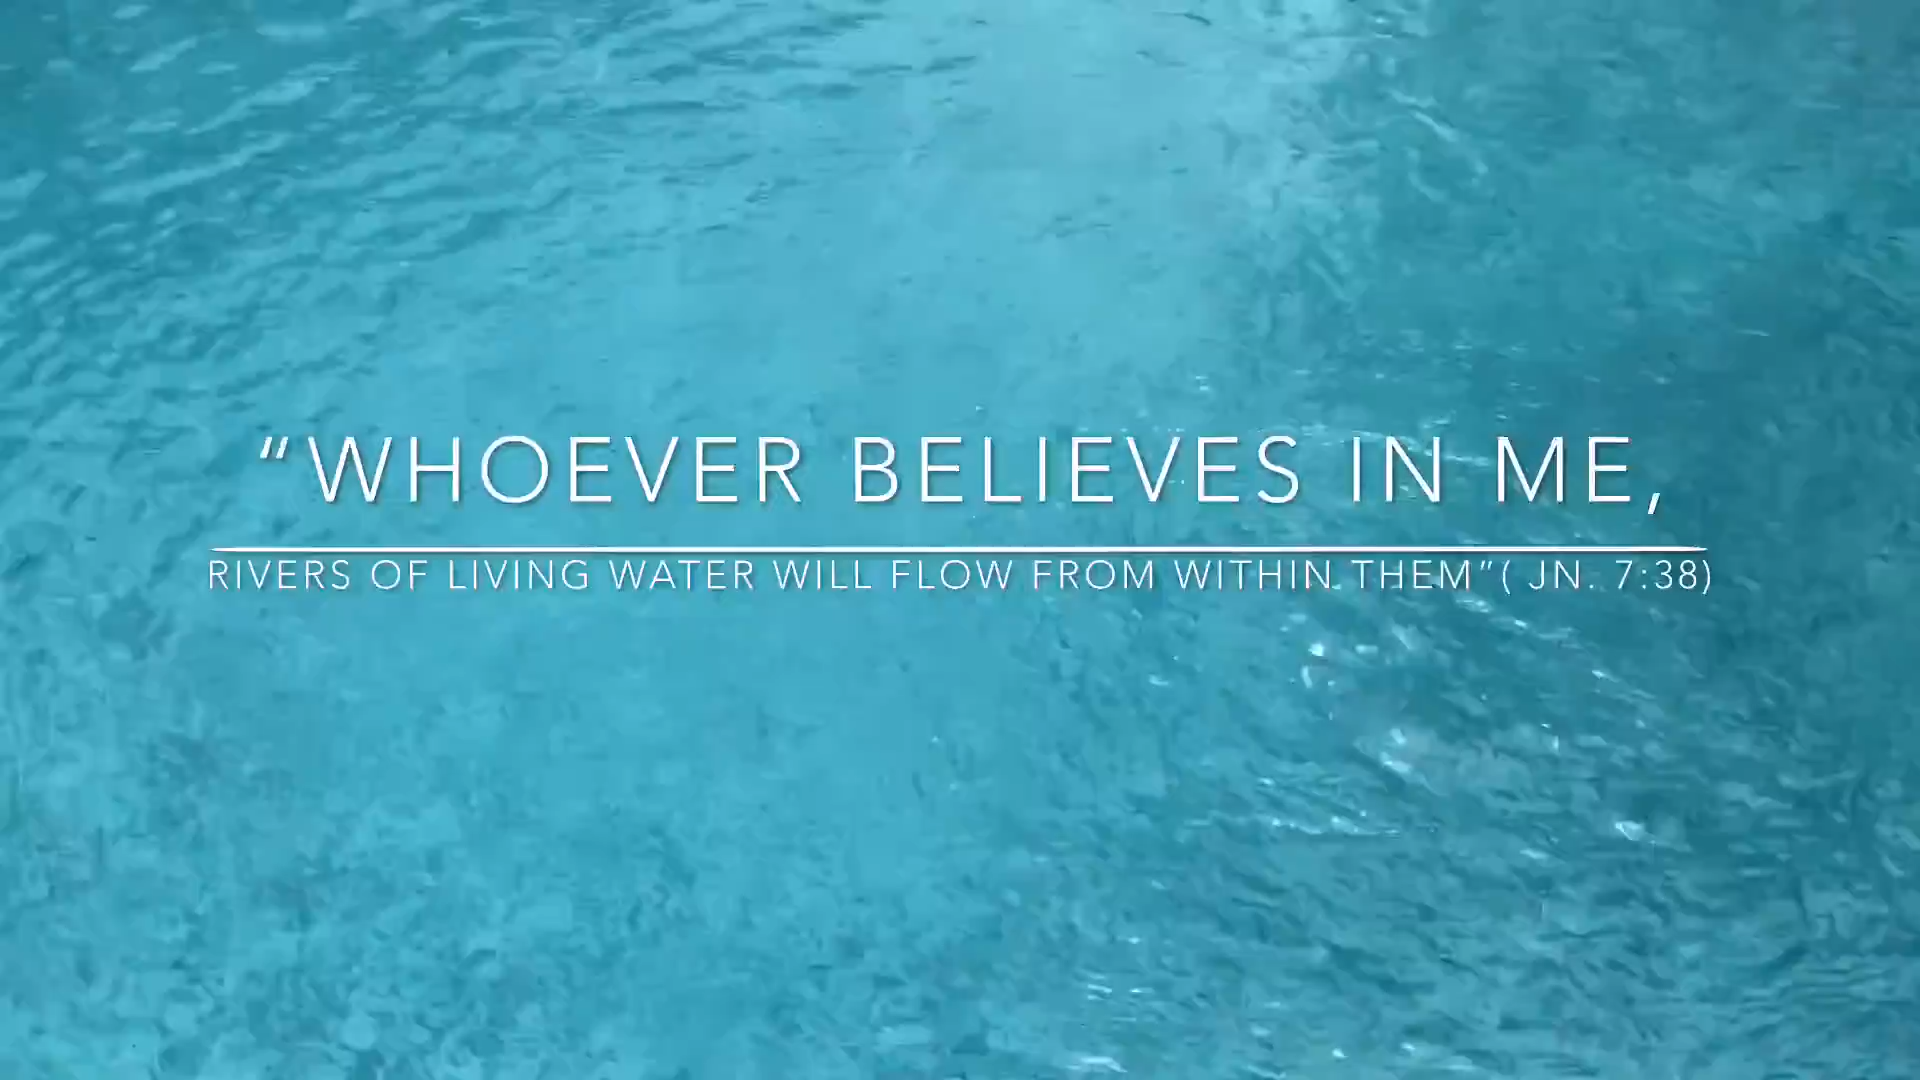 “WHOEVER BELIEVES IN ME,
RIVERS OF LIVING WATER WILL FLOW FROM WITHIN THEM”( JN. 7:38)